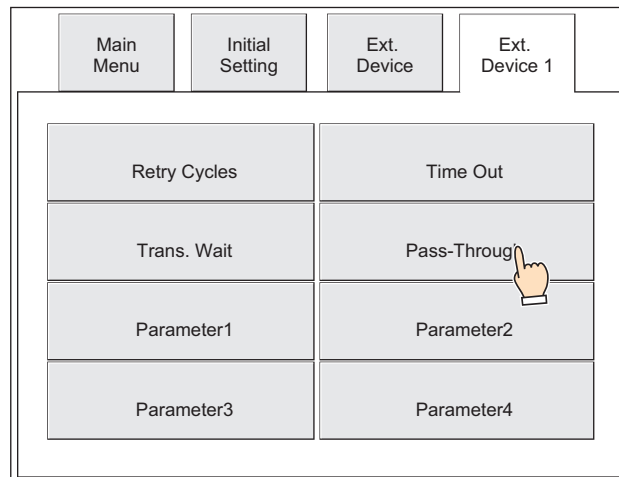 Main
Menu
Initial
Setting
Ext.
Device
Ext.
Device 1
Retry Cycles
Time Out
Trans. Wait
Pass-Throug
Parameter1
Parameter2
Parameter3
Parameter4